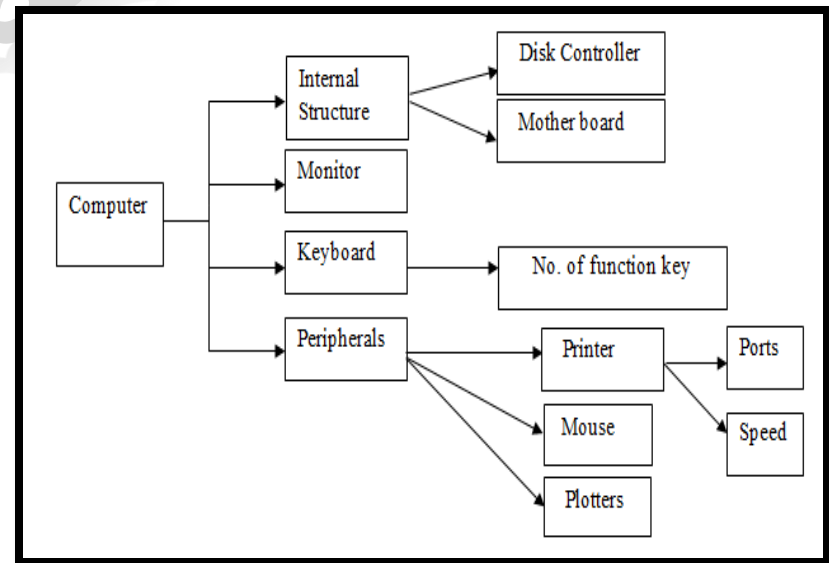 Disk Controller
Internal
Structure
Mother board
Monitor
Computer
Keyboard
No. of function key
Peripherals
Printer
Ports
Mouse
Speed
Plotters